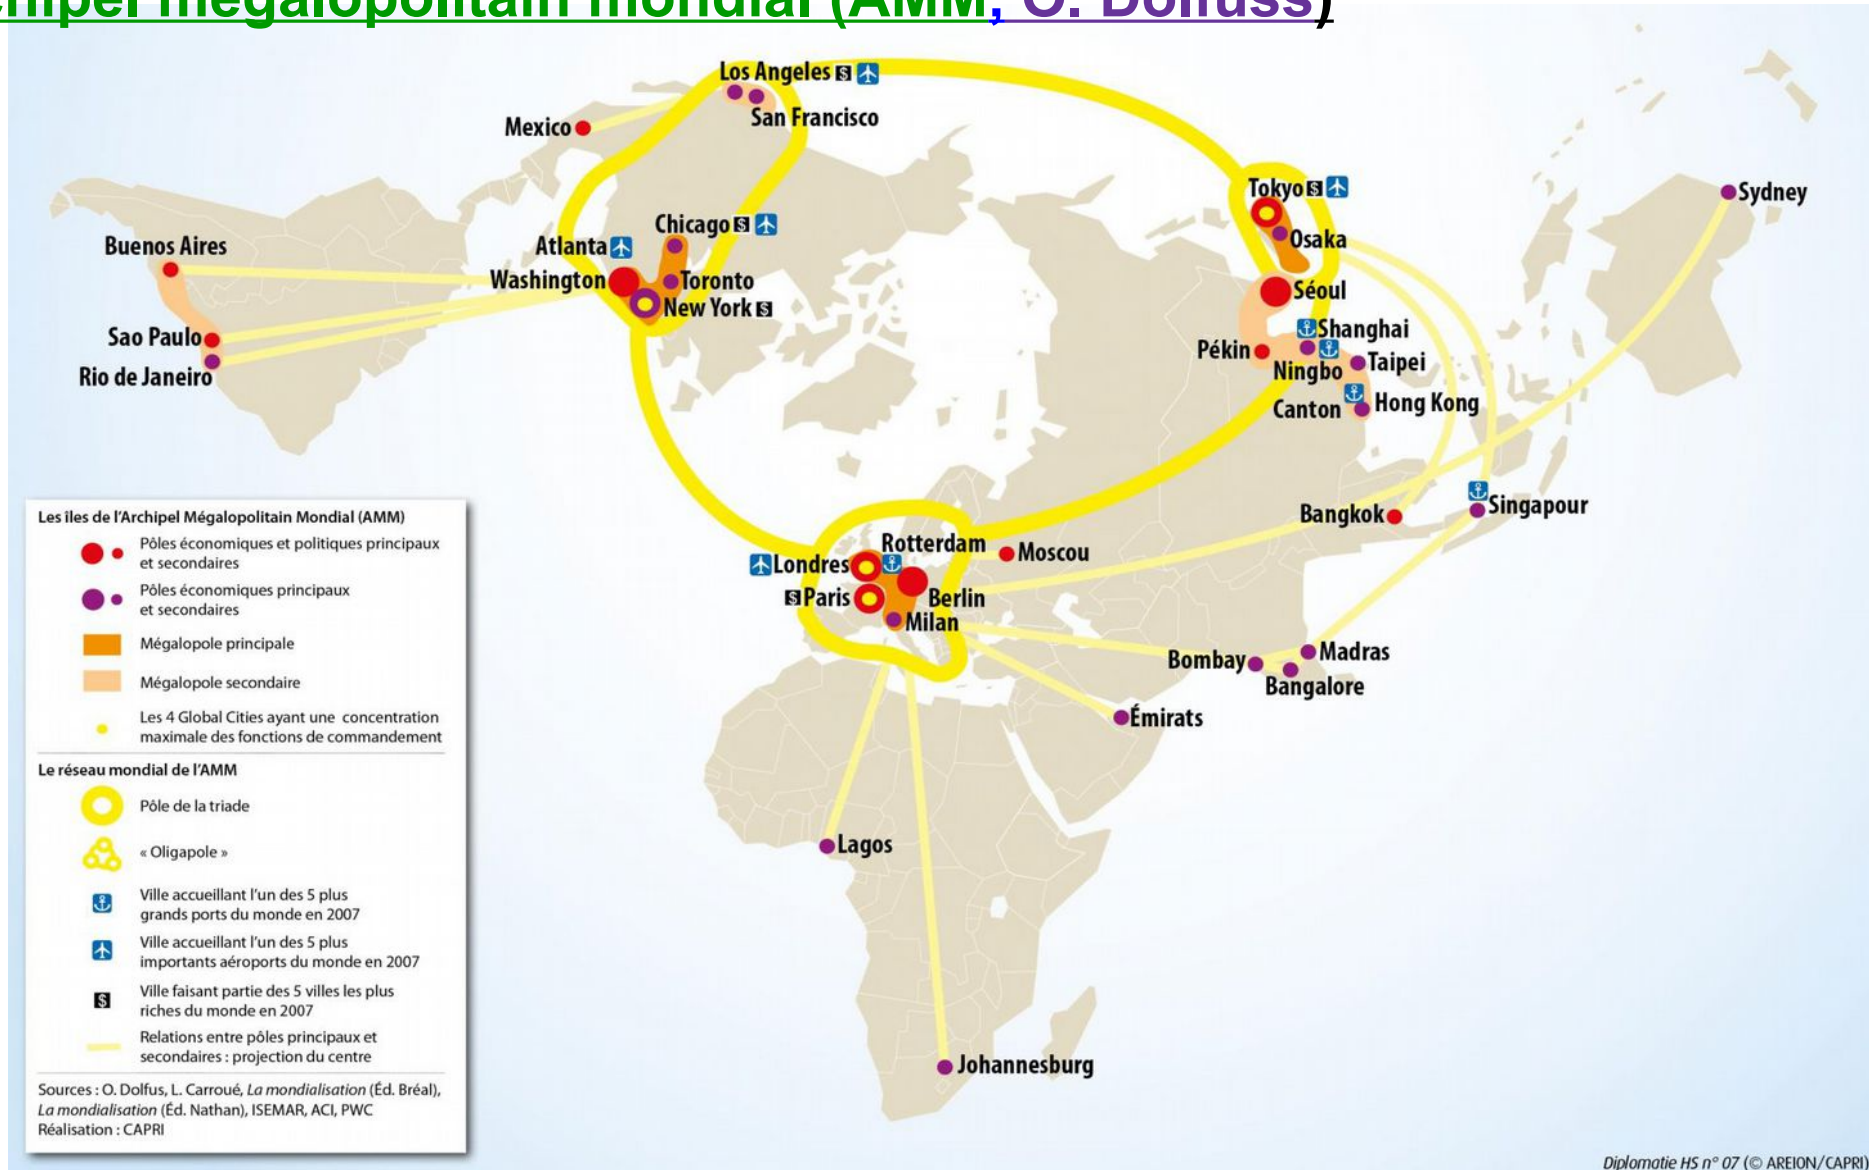 mégalopolitain mondial (AMM, O. Dolfuss)
Los Angeles $
San Francisco
Mexico
Tokyo $
Osaka
Sydney
Chicago $
Atlanta
Buenos Aires
Washington
Toronto
New York $
Séoul
Sao Paulo
Rio de Janeiro
Shanghai
Pékin
Ningbo
Taipei
Canton
Hong Kong
Bangkok
Singapour
Rotterdam
Moscou
Londres
$ Paris
Berlin
Milan
Bombay
Madras
Bangalore
Émirats
Lagos
Johannesburg
Les îles de l'Archipel Mégalopolitain Mondial (AMM)
Pôles économiques et politiques principaux
et secondaires
Pôles économiques principaux
et secondaires
Mégalopole principale
Mégalopole secondaire
Les 4 Global Cities ayant une concentration
maximale des fonctions de commandement
Le réseau mondial de l'AMM
Pôle de la triade
« Oligapole »
Ville accueillant l'un des 5 plus
grands ports du monde en 2007
Ville accueillant l'un des 5 plus
importants aéroports du monde en 2007
$
Ville faisant partie des 5 villes les plus
riches du monde en 2007
Relations entre pôles principaux et
secondaires : projection du centre
Sources : O. Dolfus, L. Carroué, La mondialisation (Éd. Bréal),
La mondialisation (Éd. Nathan), ISEMAR, ACI, PWC
Réalisation : CAPRI
Diplomatie HS n° 07 (© AREION/CAPRI)